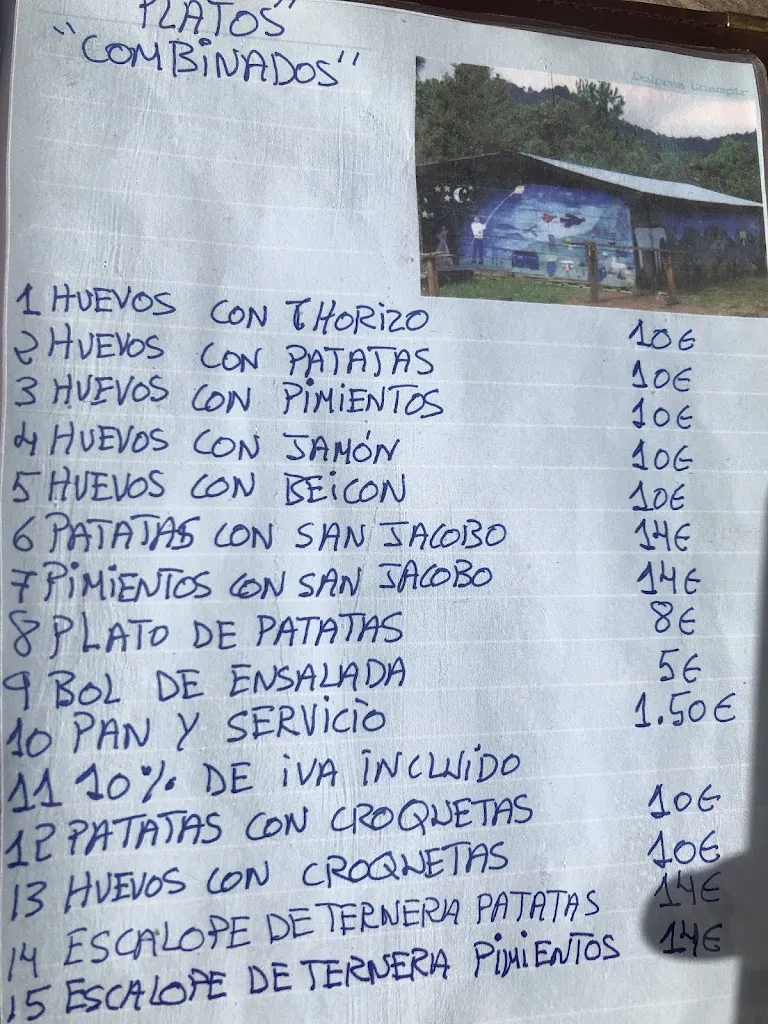 PLATOS"
"COMBINADOS"
1 HUEVOS CON CHORIZO 10€
2 HUEVOS CON PATATAS 10€
3 HUEVOS CON PIMIENTOS 10€
4 HUEVOS CON JAMÓN 10€
5 HUEVOS CON BEICON 10€
6 PATATAS CON SAN JACOBO 14€
7 PIMIENTOS CON SAN JACOBO 14€
8 PLATO DE PATATAS 8€
9 BOL DE ENSALADA 5€
10 PAN Y SERVICIO 1.50€
11 10% DE IVA INCLUIDO
12 PATATAS CON CROQUETAS 10€
13 HUEVOS CON CROQUETAS 10€
14 ESCALOPE DE TERNERA PATATAS 14€
15 ESCALOPE DE TERNERA PIMIENTOS 14€